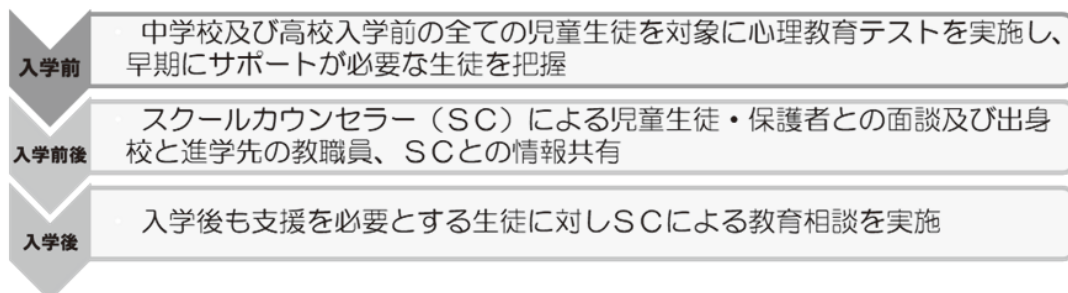 入学前
中学校及び高校入学前の全ての児童生徒を対象に心理教育テストを実施し、
早期にサポートが必要な生徒を把握
入学前後
スクールカウンセラー（ＳＣ）による児童生徒・保護者との面談及び出身
校と進学先の教職員、ＳＣとの情報共有
入学後
入学後も支援を必要とする生徒に対しＳＣによる教育相談を実施